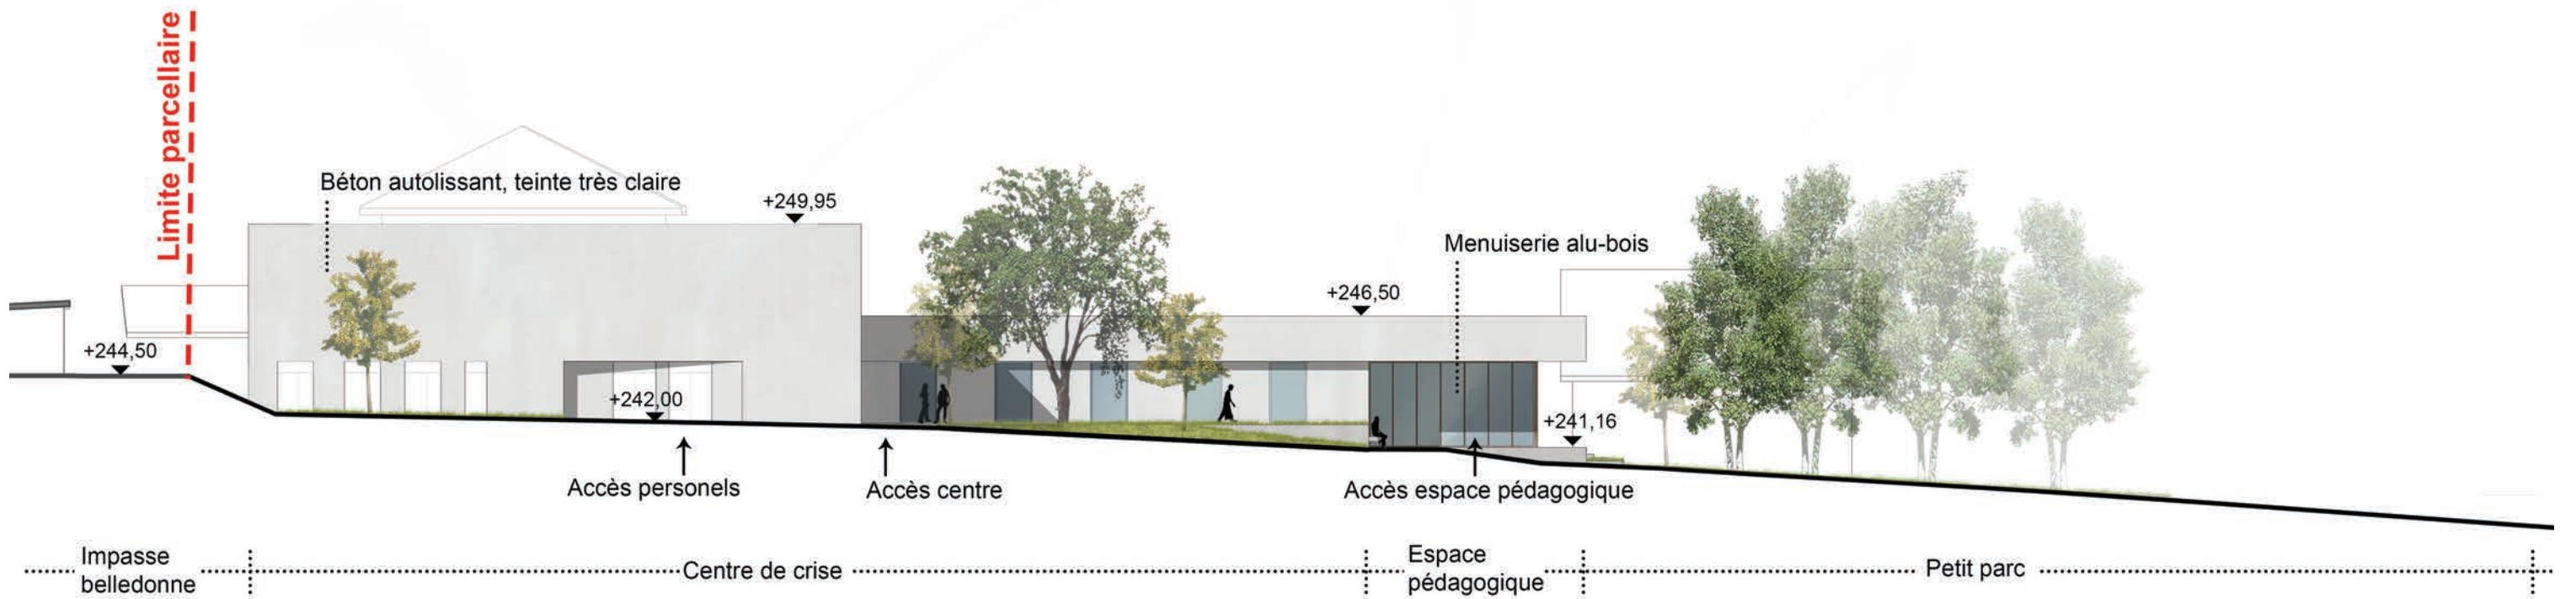 Limite parcellaire
Béton autolissant, teinte très claire
+249,95
Menuiserie alu-bois
+246,50
+244,50
+242,00
+241,16
Accès personels
Accès centre
Accès espace pédagogique
Impasse
belledonne
Centre de crise
Espace
pédagogique
Petit parc